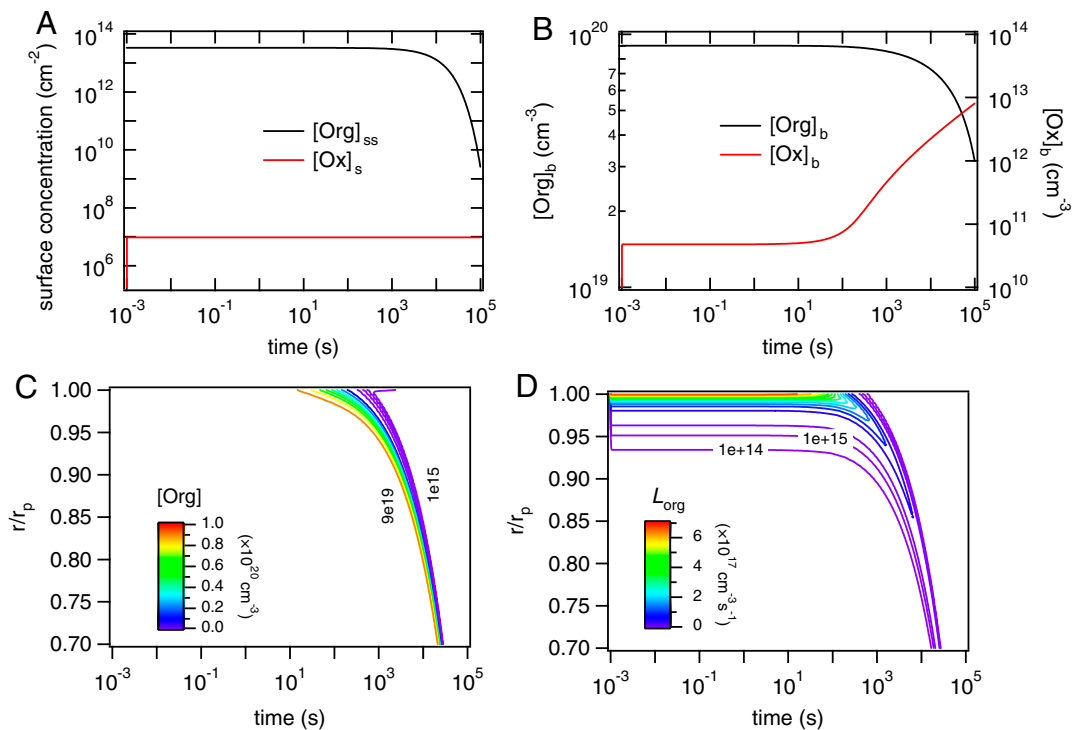 A
surface concentration (cm-2)
10^14
10^12
10^10
10^8
10^6
[Org]ss
[Ox]s
10^-3
10^-1
10^1
10^3
10^5
time (s)
B
[Org]b (cm-3)
10^20
8
7
6
5
4
3
2
10^19
[Org]b
[Ox]b
10^14
10^13
10^12
10^11
10^10
[Ox]b (cm-3)
10^-3
10^-1
10^1
10^3
10^5
time (s)
C
r/rp
1.00
0.95
0.90
0.85
0.80
0.75
0.70
9e19
1e15
[Org]
1.0
0.8
0.6
0.4
0.2
0.0
(×10^20 cm-3)
10^-3
10^-1
10^1
10^3
10^5
time (s)
D
r/rp
1.00
0.95
0.90
0.85
0.80
0.75
0.70
1e+15
1e+14
Lorg
6
4
2
0
(×10^17 cm-3s-1)
10^-3
10^-1
10^1
10^3
10^5
time (s)